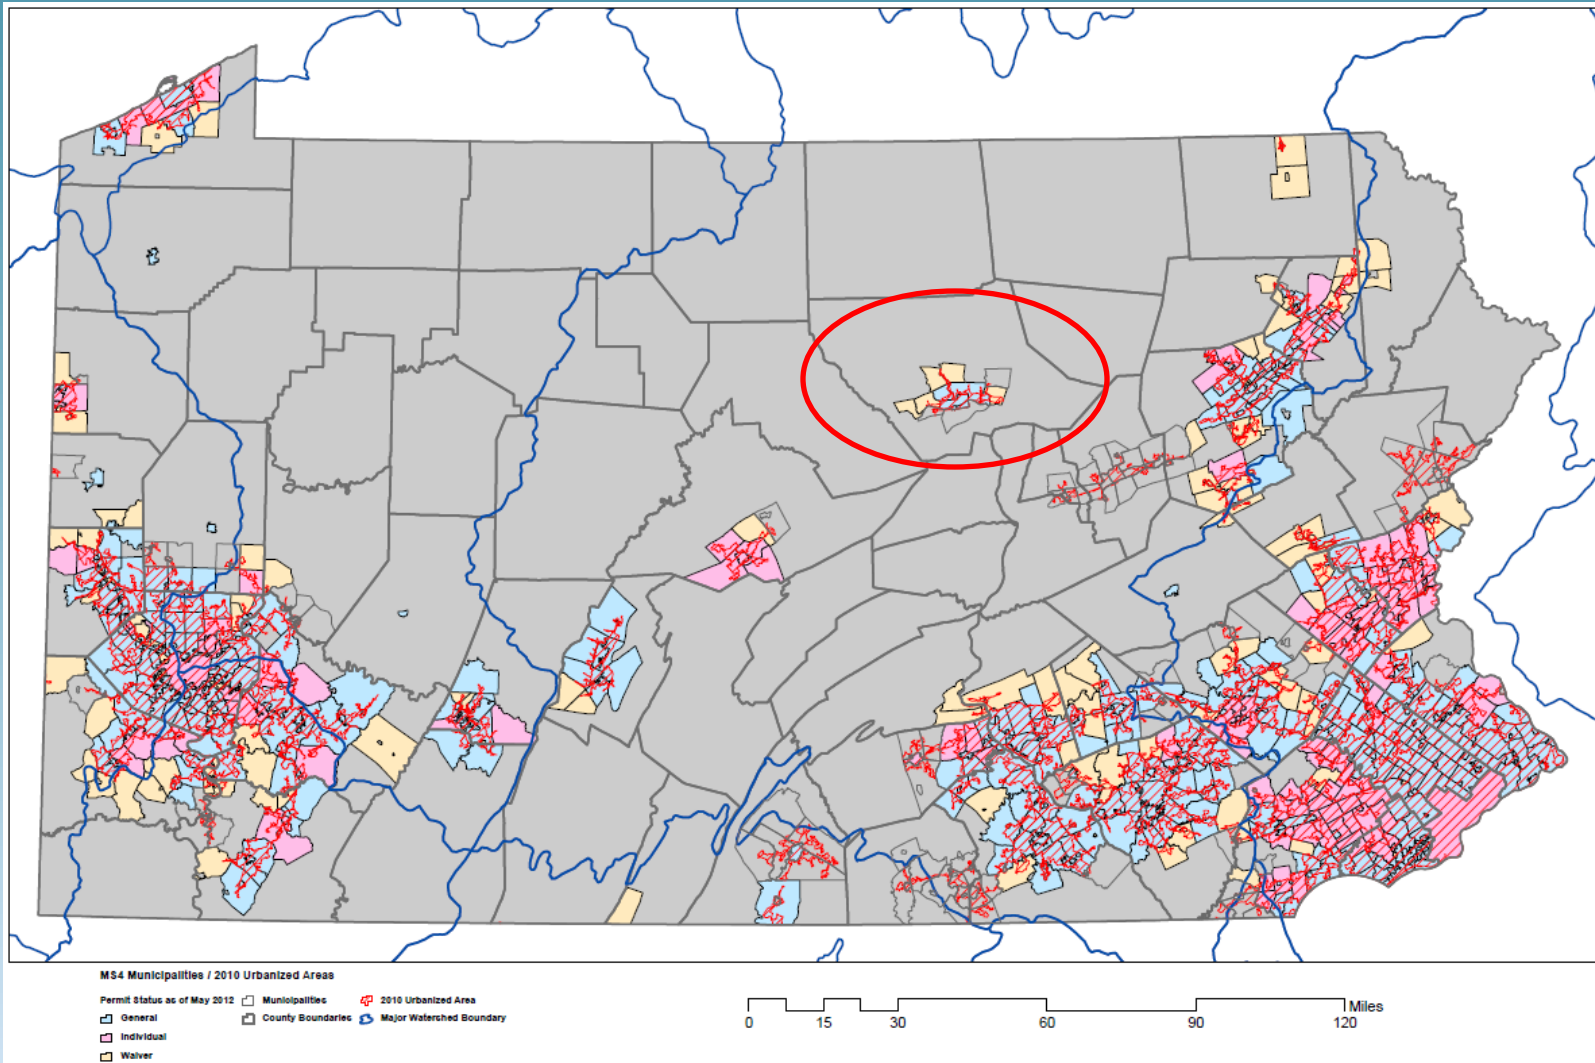 MS4 Municipalities / 2010 Urbanized Areas
Permit Status as of May 2012 Municipalities 2010 Urbanized Area
General County Boundaries Major Watershed Boundary
Individual
Waiver
Miles
0 15 30 60 90 120